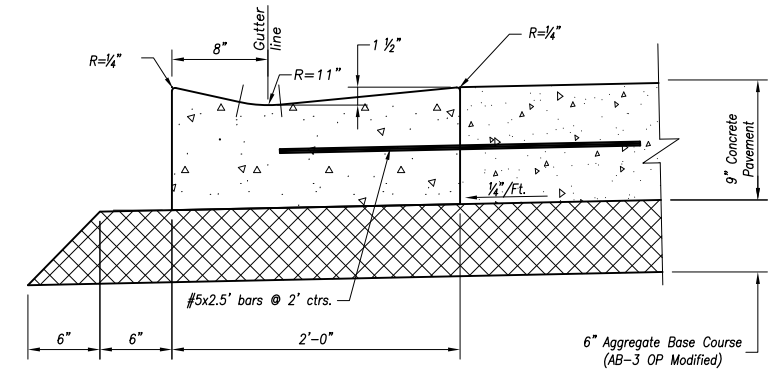 8"
Gutter
line
1 ½"
R=¼"
R=¼"
R=11"
9" Concrete
Pavement
¼"/Ft.
#5x2.5' bars @ 2' ctrs.
6"
6"
2'-0"
6" Aggregate Base Course
(AB-3 OP Modified)